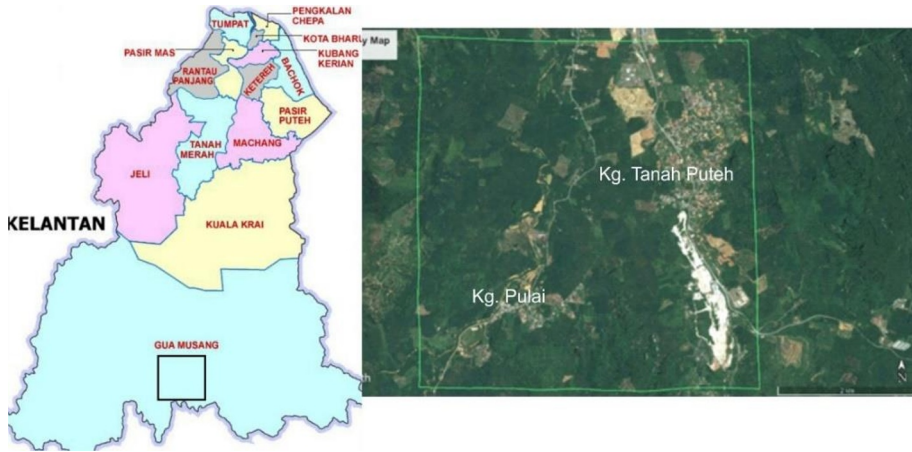 TUMPAT
PENGKALAN
CHEPA
KOTA BHARU
PASIR MAS
KUBANG
KERIAN
RANTAU
PANJANG
KETEREH
BACHOK
PASIR
PUTEH
TANAH
MERAH
MACHANG
JELI
KELANTAN
KUALA KRAI
GUA MUSANG
y Map
Kg. Tanah Puteh
Kg. Pulai
N